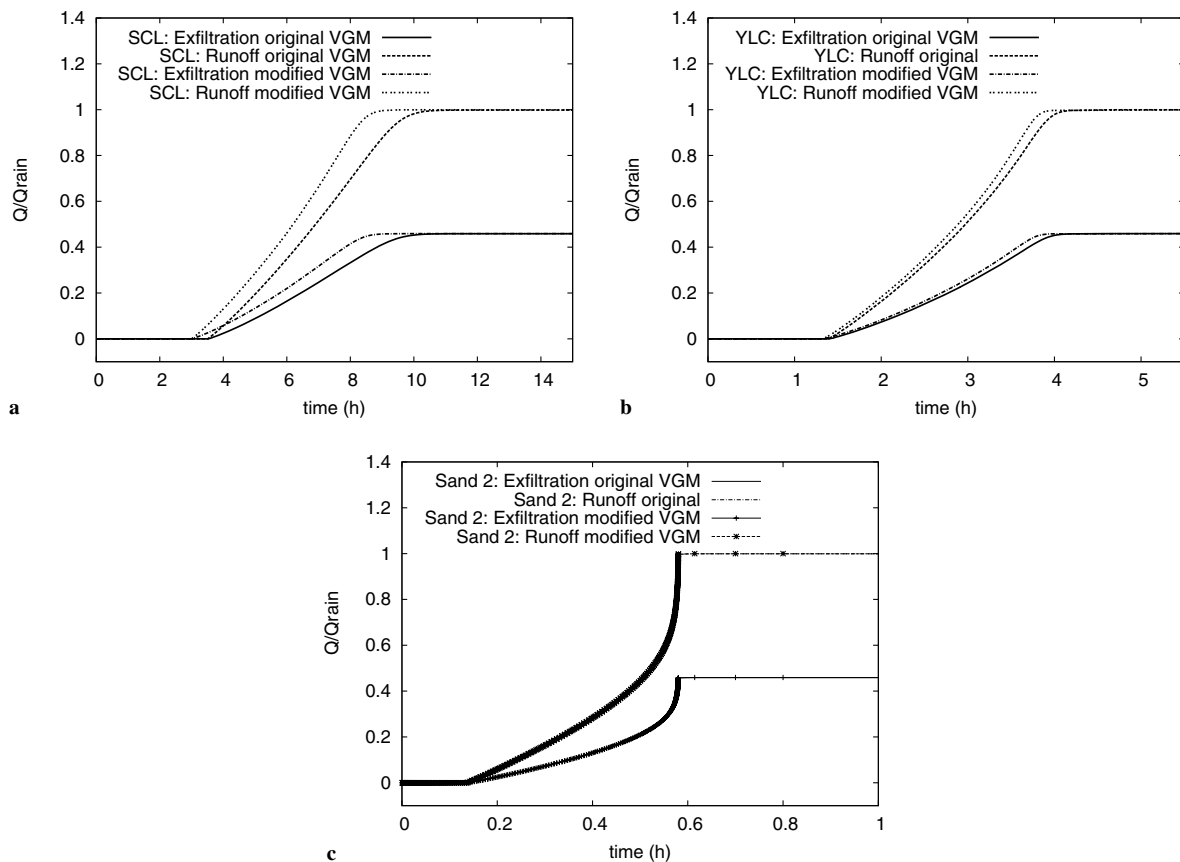 SCL: Exfiltration original VGM
SCL: Runoff original VGM
SCL: Exfiltration modified VGM
SCL: Runoff modified VGM
1.4
1.2
1
0.8
0.6
0.4
0.2
0
Q/Qrain
0 2 4 6 8 10 12 14
time (h)
a
YLC: Exfiltration original VGM
YLC: Runoff original
YLC: Exfiltration modified VGM
YLC: Runoff modified VGM
1.4
1.2
1
0.8
0.6
0.4
0.2
0
Q/Qrain
0 1 2 3 4 5
time (h)
b
Sand 2: Exfiltration original VGM
Sand 2: Runoff original
Sand 2: Exfiltration modified VGM
Sand 2: Runoff modified VGM
1.4
1.2
1
0.8
0.6
0.4
0.2
0
Q/Qrain
0 0.2 0.4 0.6 0.8 1
time (h)
c